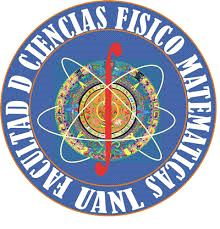 FACULTAD D CIENCIAS FISICO MATEMATICAS
UANL